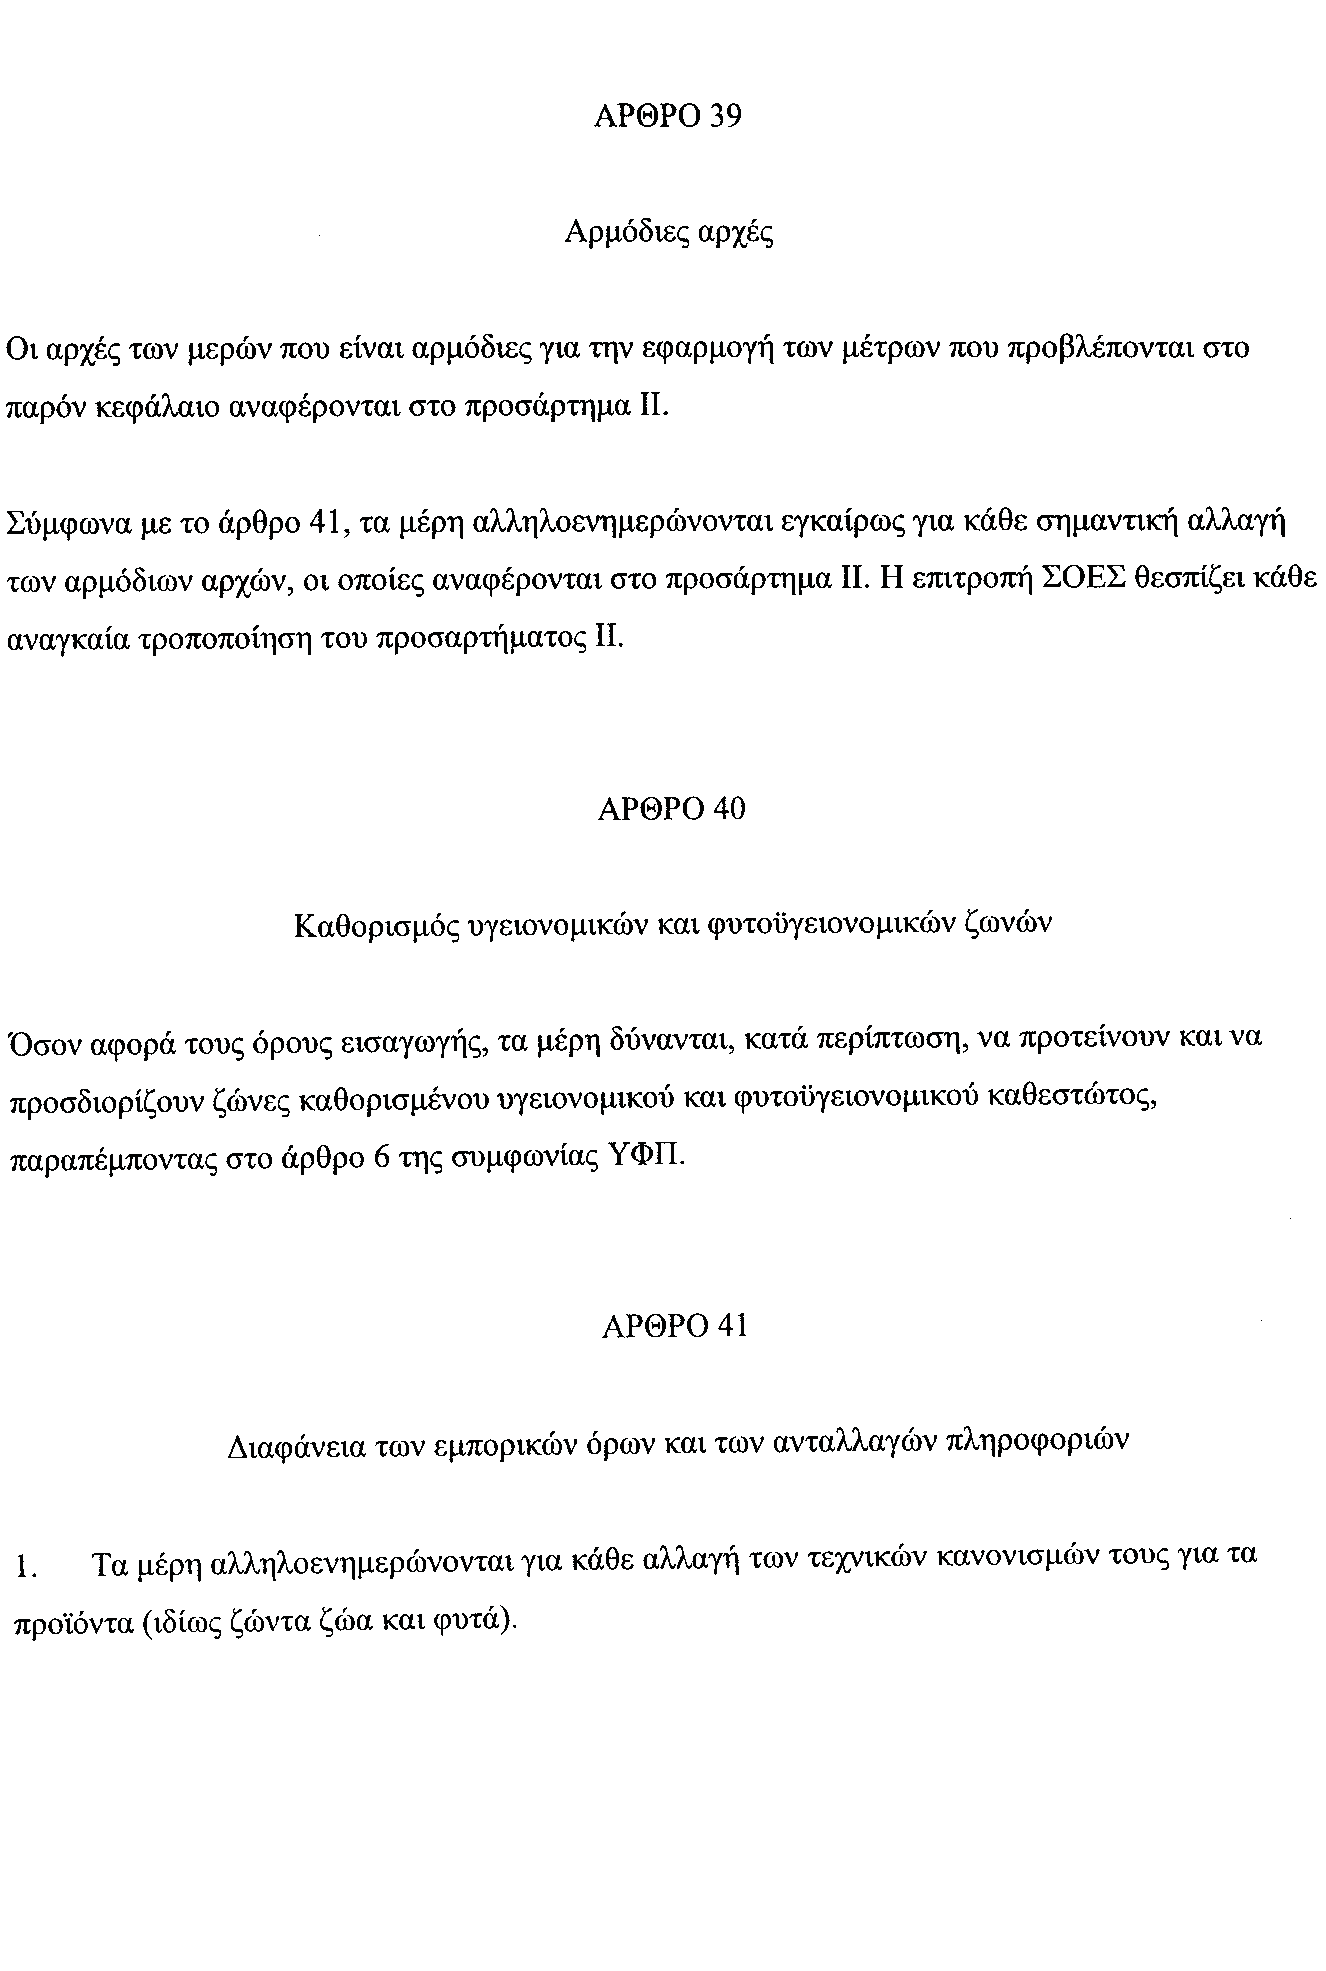 ΑΡΘΡΟ 39
Αρμόδιες αρχές
Οι αρχές των μερών που είναι αρμόδιες για την εφαρμογή των μέτρων που προβλέπονται στο
παρόν κεφάλαιο αναφέρονται στο προσάρτημα ΙΙ.
Σύμφωνα με το άρθρο 41, τα μέρη αλληλοενημερώνονται εγκαίρως για κάθε σημαντική αλλαγή
των αρμόδιων αρχών, οι οποίες αναφέρονται στο προσάρτημα ΙΙ. Η επιτροπή ΣΟΕΣ θεσπίζει κάθε
αναγκαία τροποποίηση του προσαρτήματος ΙΙ.
ΑΡΘΡΟ 40
Καθορισμός υγειονομικών και φυτοϋγειονομικών ζωνών
Όσον αφορά τους όρους εισαγωγής, τα μέρη δύνανται, κατά περίπτωση, να προτείνουν και να
προσδιορίζουν ζώνες καθορισμένου υγειονομικού και φυτοϋγειονομικού καθεστώτος,
παραπέμποντας στο άρθρο 6 της συμφωνίας ΥΦΠ.
ΑΡΘΡΟ 41
Διαφάνεια των εμπορικών όρων και των ανταλλαγών πληροφοριών
1. Τα μέρη αλληλοενημερώνονται για κάθε αλλαγή των τεχνικών κανονισμών τους για τα
προϊόντα (ιδίως ζώντα ζώα και φυτά).